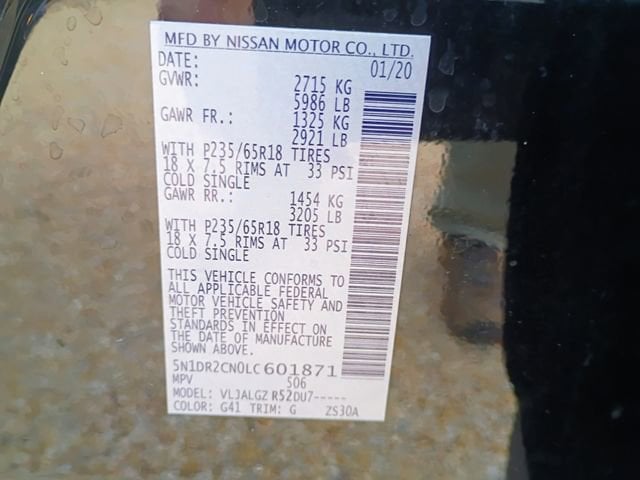 MFD BY NISSAN MOTOR CO., LTD.
DATE: 01/20
GVWR: 2715 KG
5986 LB
GAWR FR.: 1325 KG
2921 LB
WITH P235/65R18 TIRES
18 X 7.5 RIMS AT 33 PSI
COLD SINGLE
GAWR RR.: 1454 KG
3205 LB
WITH P235/65R18 TIRES
18 X 7.5 RIMS AT 33 PSI
COLD SINGLE
THIS VEHICLE CONFORMS TO
ALL APPLICABLE FEDERAL
MOTOR VEHICLE SAFETY AND
THEFT PREVENTION
STANDARDS IN EFFECT ON
THE DATE OF MANUFACTURE
SHOWN ABOVE.
5N1DR2CN0LC601871
MPV S06
MODEL: VLJALGZ R52DU7-----
COLOR: G41 TRIM: G ZS30A